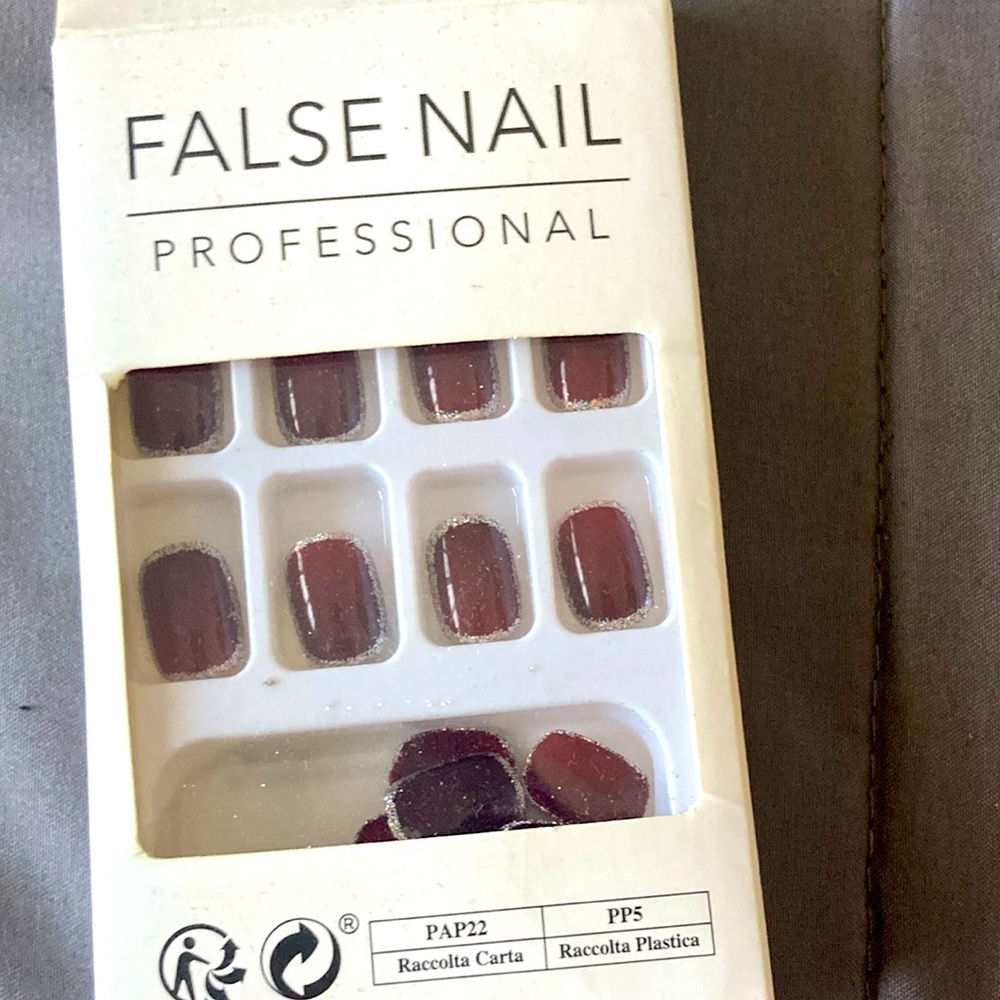 FALSE NAIL
PROFESSIONAL
®
PAP22 PP5
Raccolta Carta Raccolta Plastica